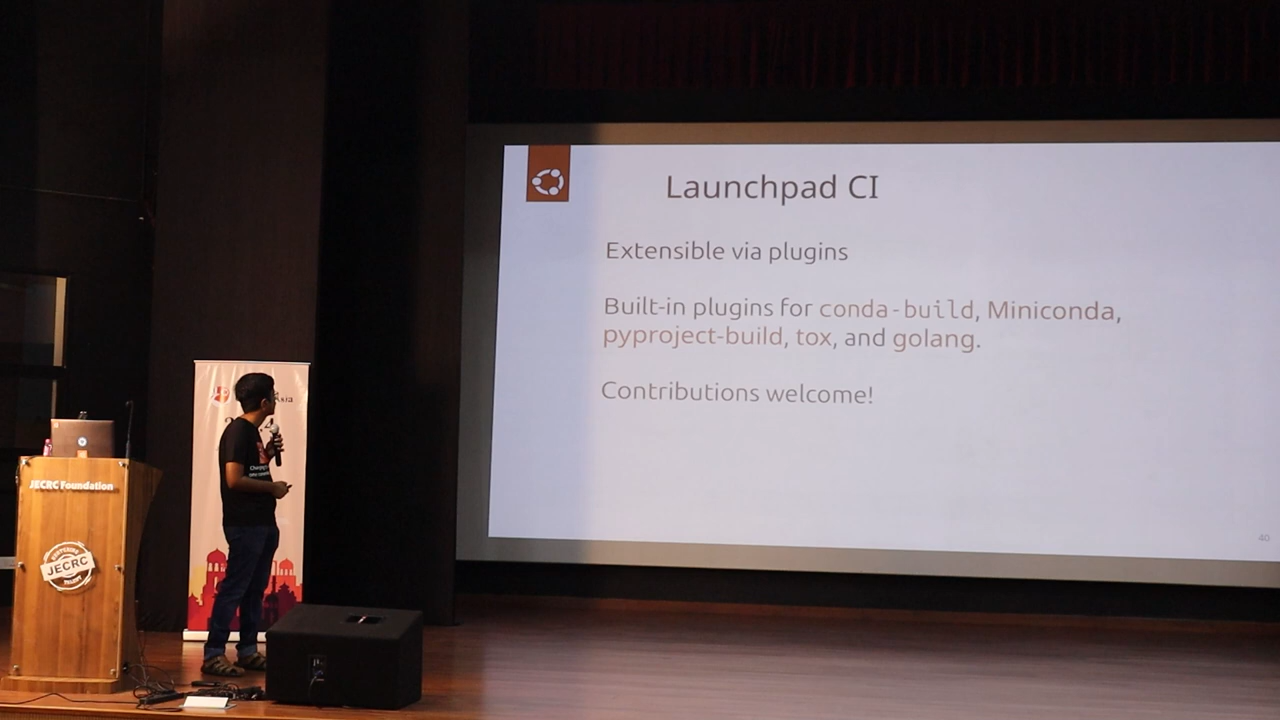 Launchpad CI
Extensible via plugins
Built-in plugins for conda-build, Miniconda,
pyproject-build, tox, and golang.
Contributions welcome!
40
JECRC Foundation
JECRC